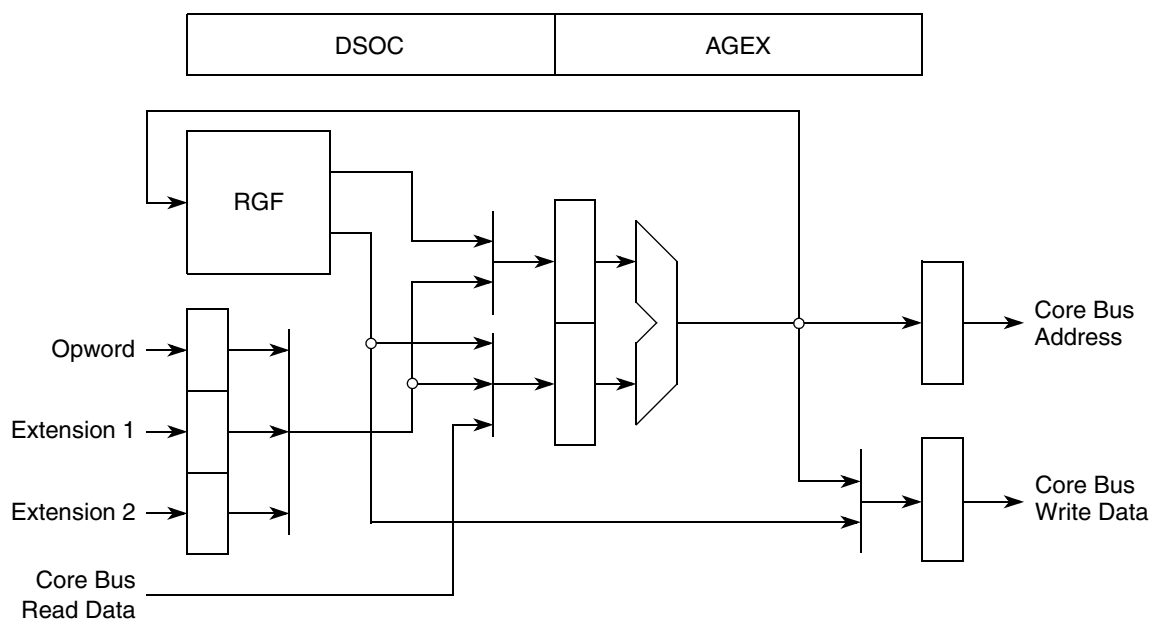 DSOC
AGEX
RGF
Opword
Extension 1
Extension 2
Core Bus
Read Data
Core Bus
Address
Core Bus
Write Data